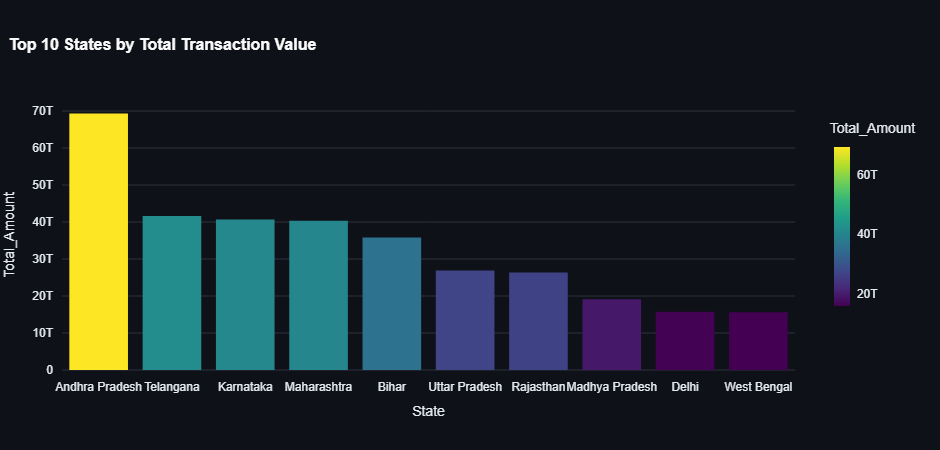 Top 10 States by Total Transaction Value
Total_Amount
70T
60T
50T
40T
30T
20T
10T
0
Andhra Pradesh Telangana Karnataka Maharashtra Bihar Uttar Pradesh Rajasthan Madhya Pradesh Delhi West Bengal
State
Total_Amount
60T
40T
20T